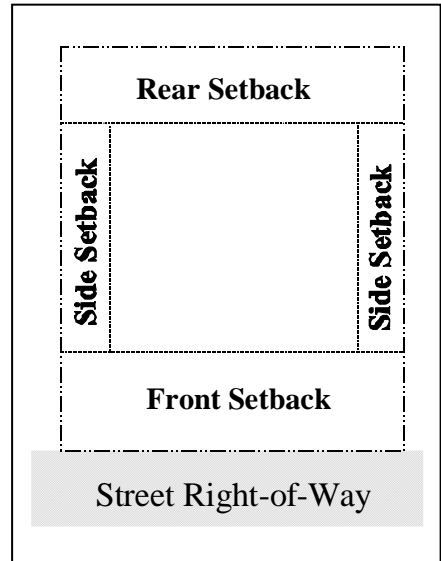 Rear Setback
Side Setback
Side Setback
Front Setback
Street Right-of-Way